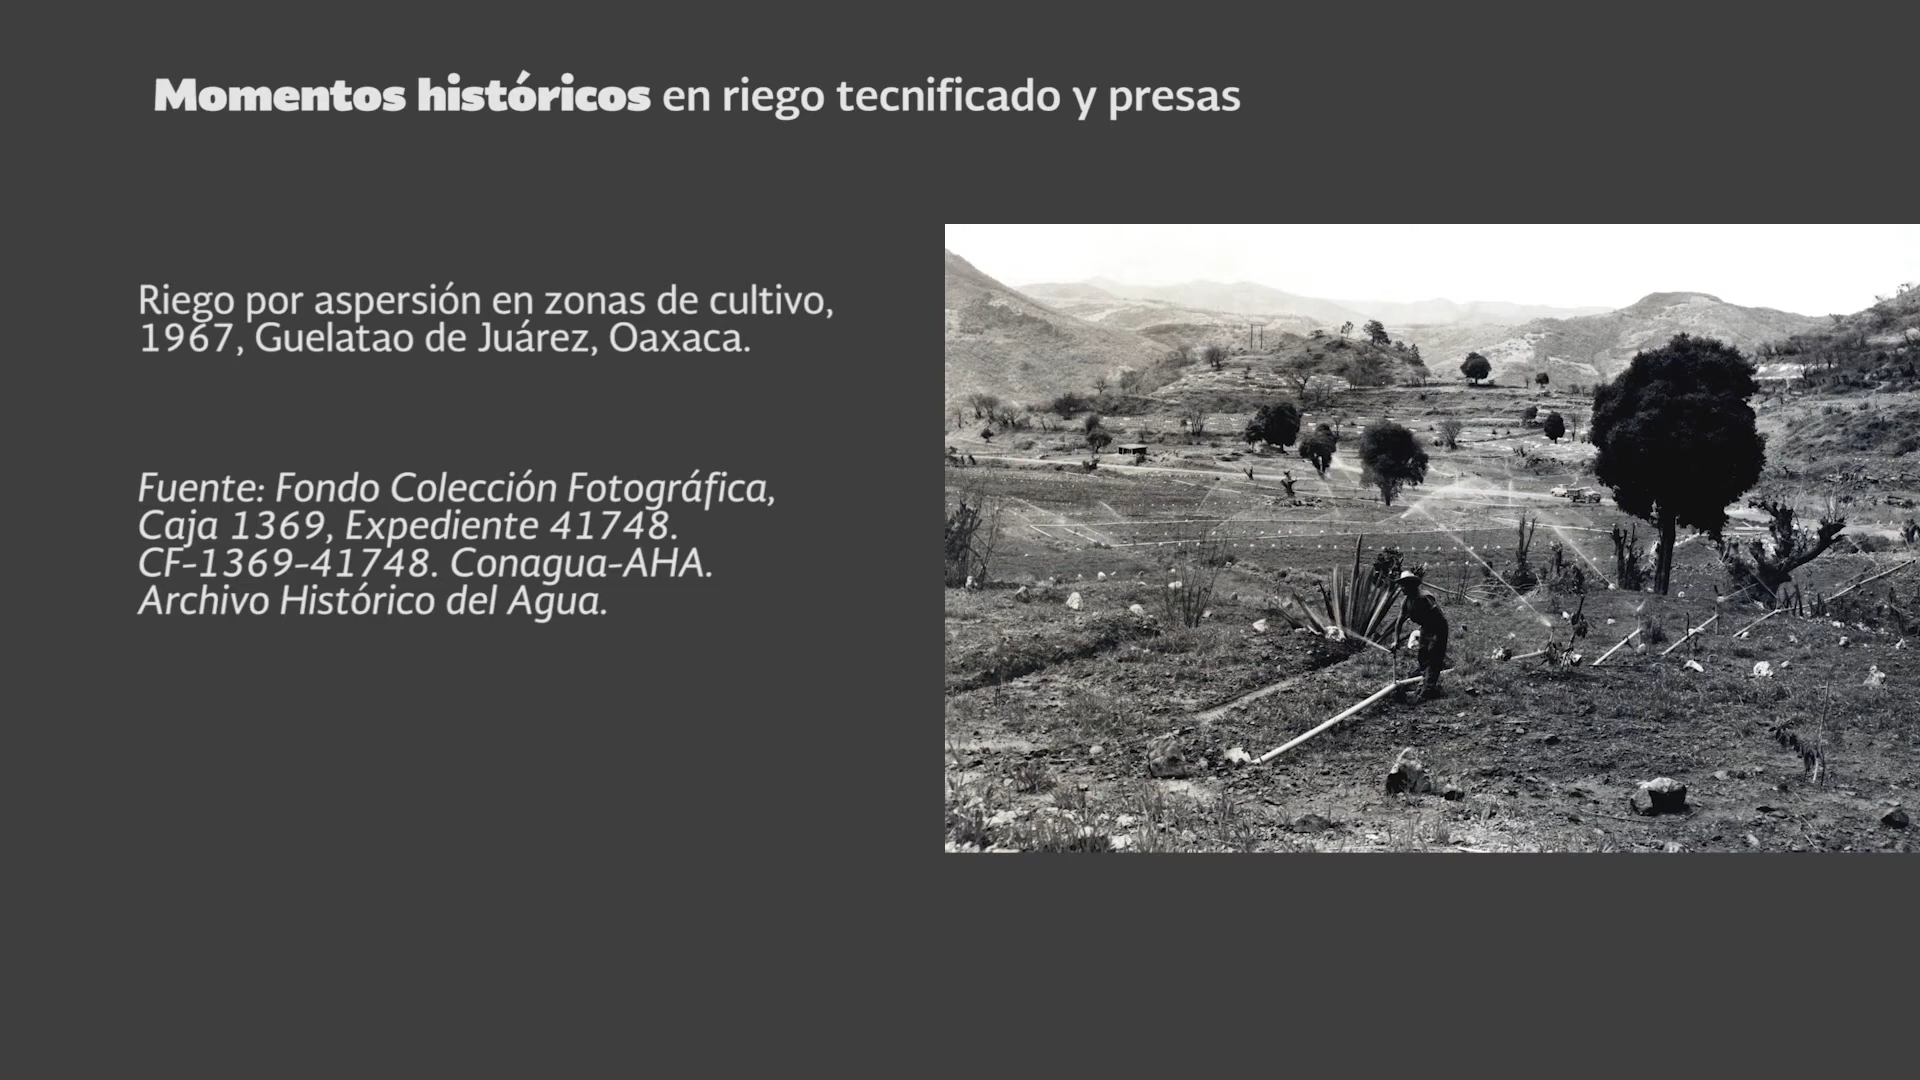 Momentos históricos en riego tecnificado y presas
Riego por aspersión en zonas de cultivo,
1967, Guelatao de Juárez, Oaxaca.
Fuente: Fondo Colección Fotográfica,
Caja 1369, Expediente 41748.
CF-1369-41748. Conagua-AHA.
Archivo Histórico del Agua.